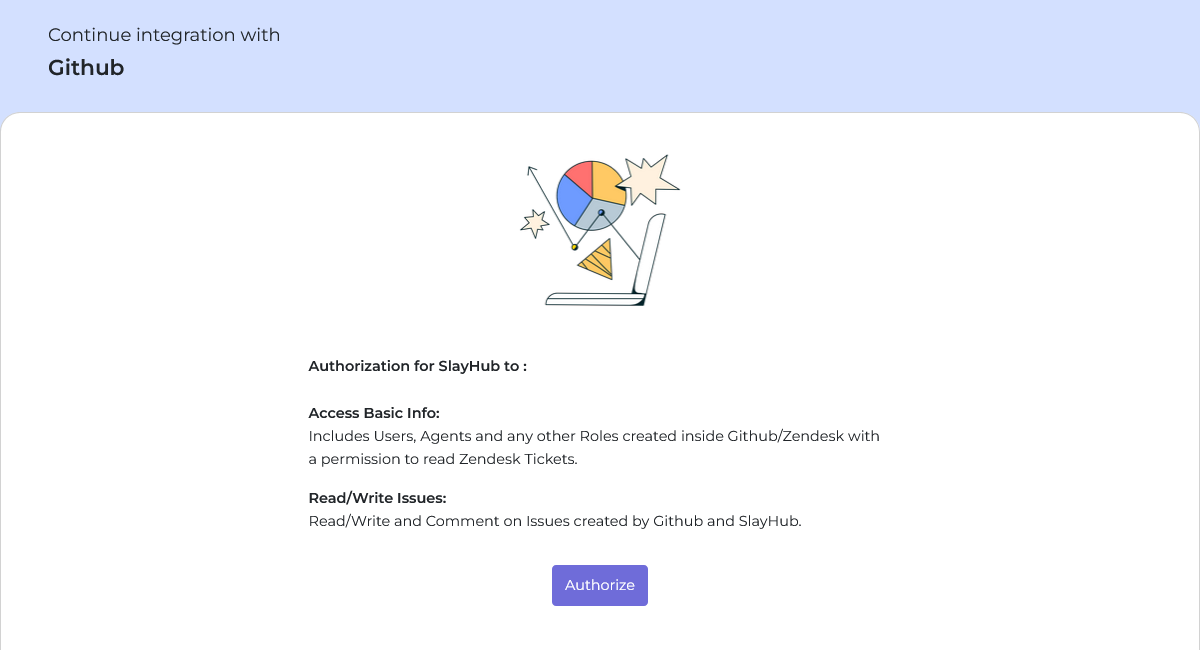 Continue integration with
Github
Authorization for SlayHub to :
Access Basic Info:
Includes Users, Agents and any other Roles created inside Github/Zendesk with
a permission to read Zendesk Tickets.
Read/Write Issues:
Read/Write and Comment on Issues created by Github and SlayHub.
Authorize